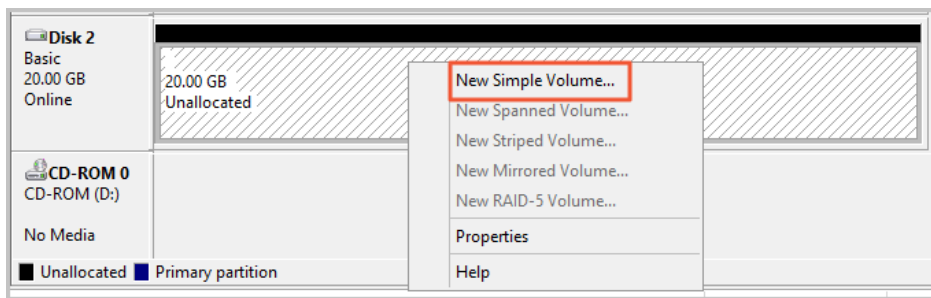 Disk 2
Basic
20.00 GB
Online
20.00 GB
Unallocated
New Simple Volume...
New Spanned Volume...
New Striped Volume...
New Mirrored Volume...
New RAID-5 Volume...
Properties
Help
CD-ROM 0
CD-ROM (D:)
No Media
Unallocated
Primary partition